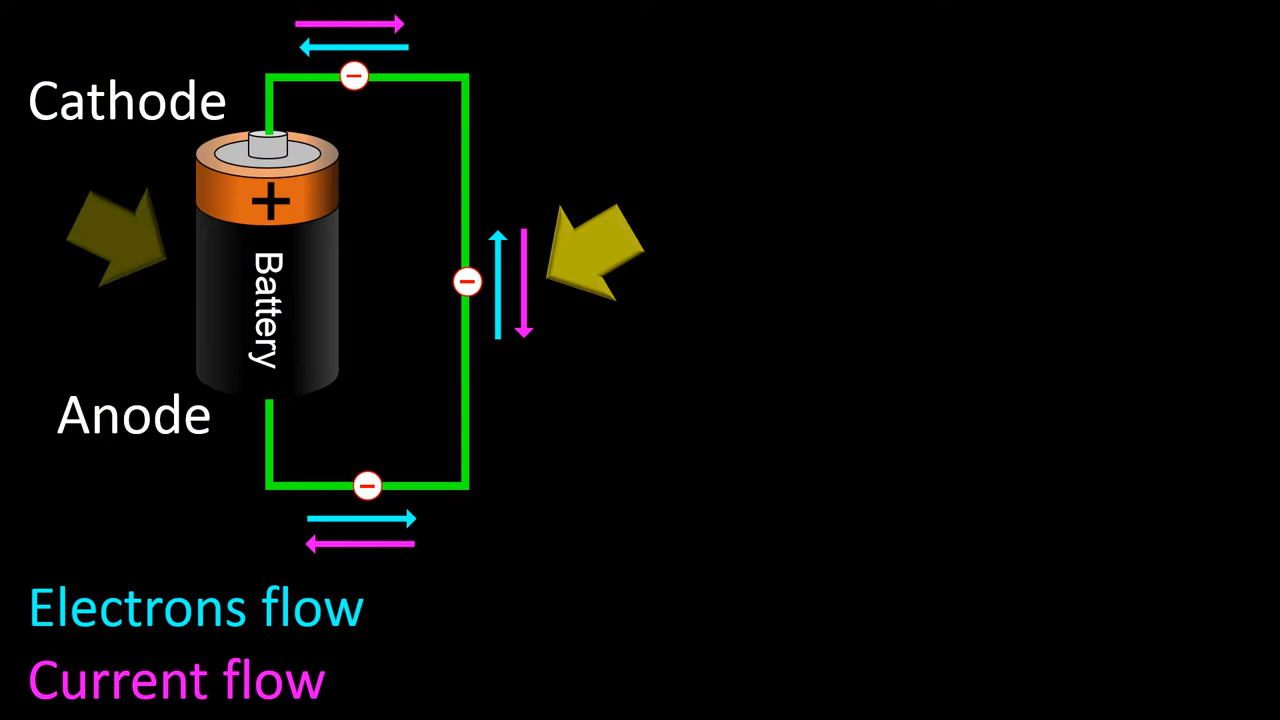 Cathode
+
Battery
Anode
Electrons flow
Current flow